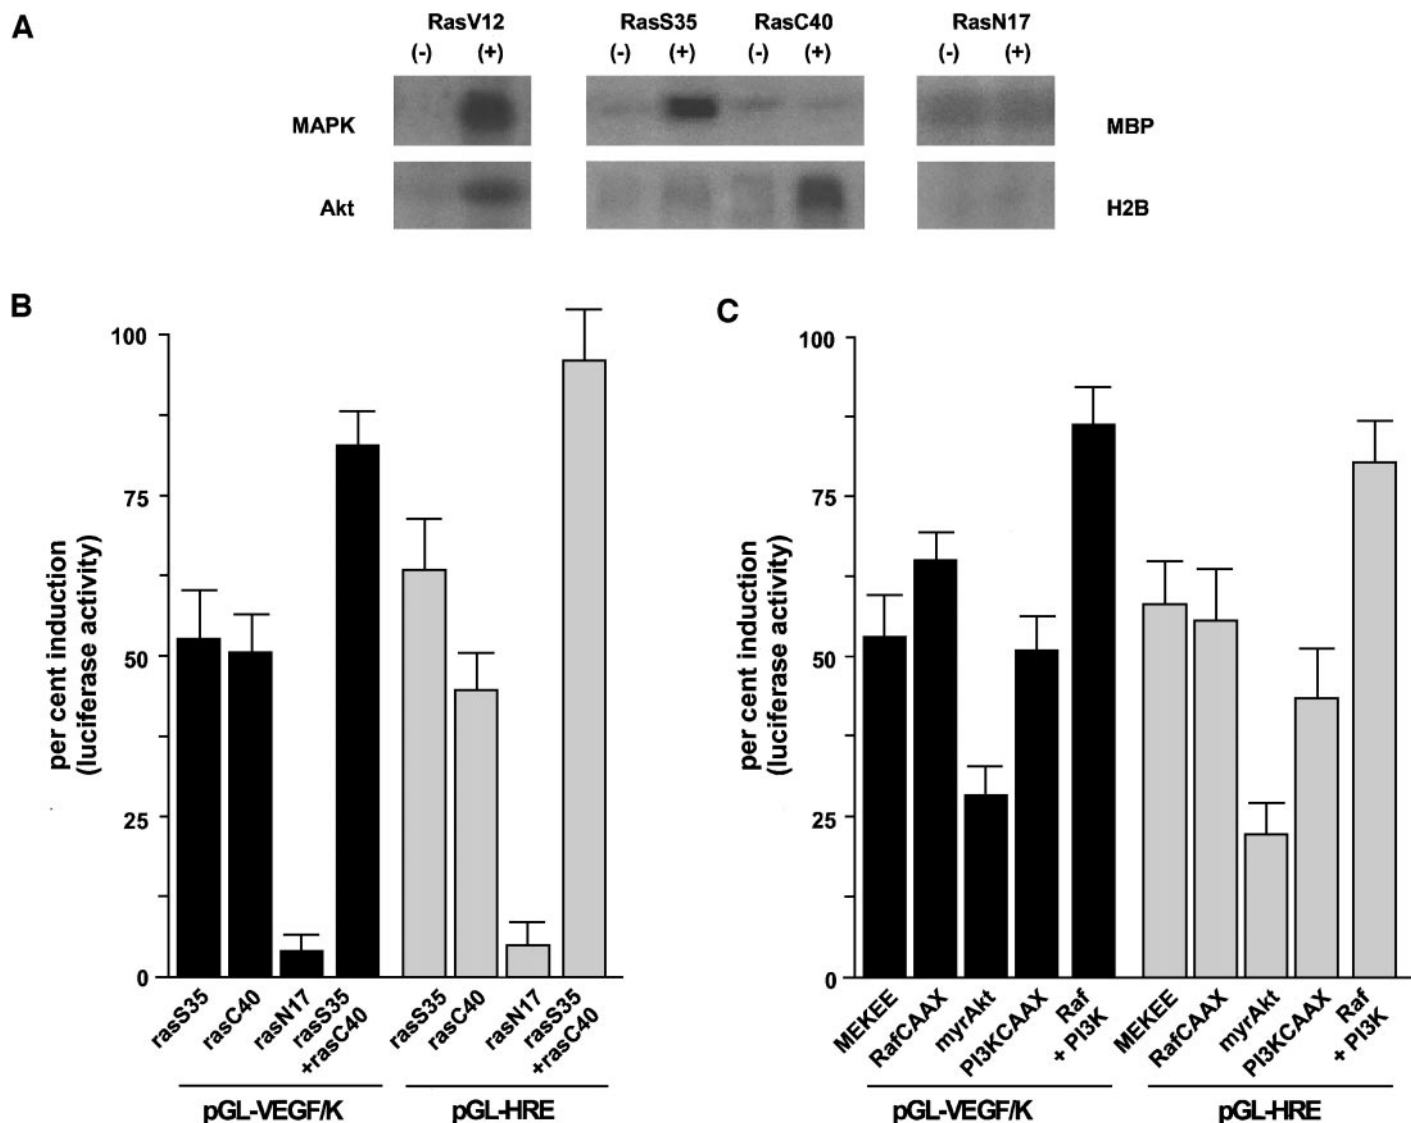 A
RasV12 RasS35 RasC40 RasN17
(-) (+) (-) (+) (-) (+) (-) (+)
MAPK MBP
Akt H2B
B
per cent induction
(luciferase activity)
100
75
50
25
0
rasS35
rasC40
rasN17
rasS35
+rasC40
rasS35
rasC40
rasN17
rasS35
+rasC40
pGL-VEGF/K pGL-HRE
C
per cent induction
(luciferase activity)
100
75
50
25
0
MEKEE
RafCAAX
myrAkt
PI3KCAAX
Raf
+ PI3K
MEKEE
RafCAAX
myrAkt
PI3KCAAX
Raf
+ PI3K
pGL-VEGF/K pGL-HRE